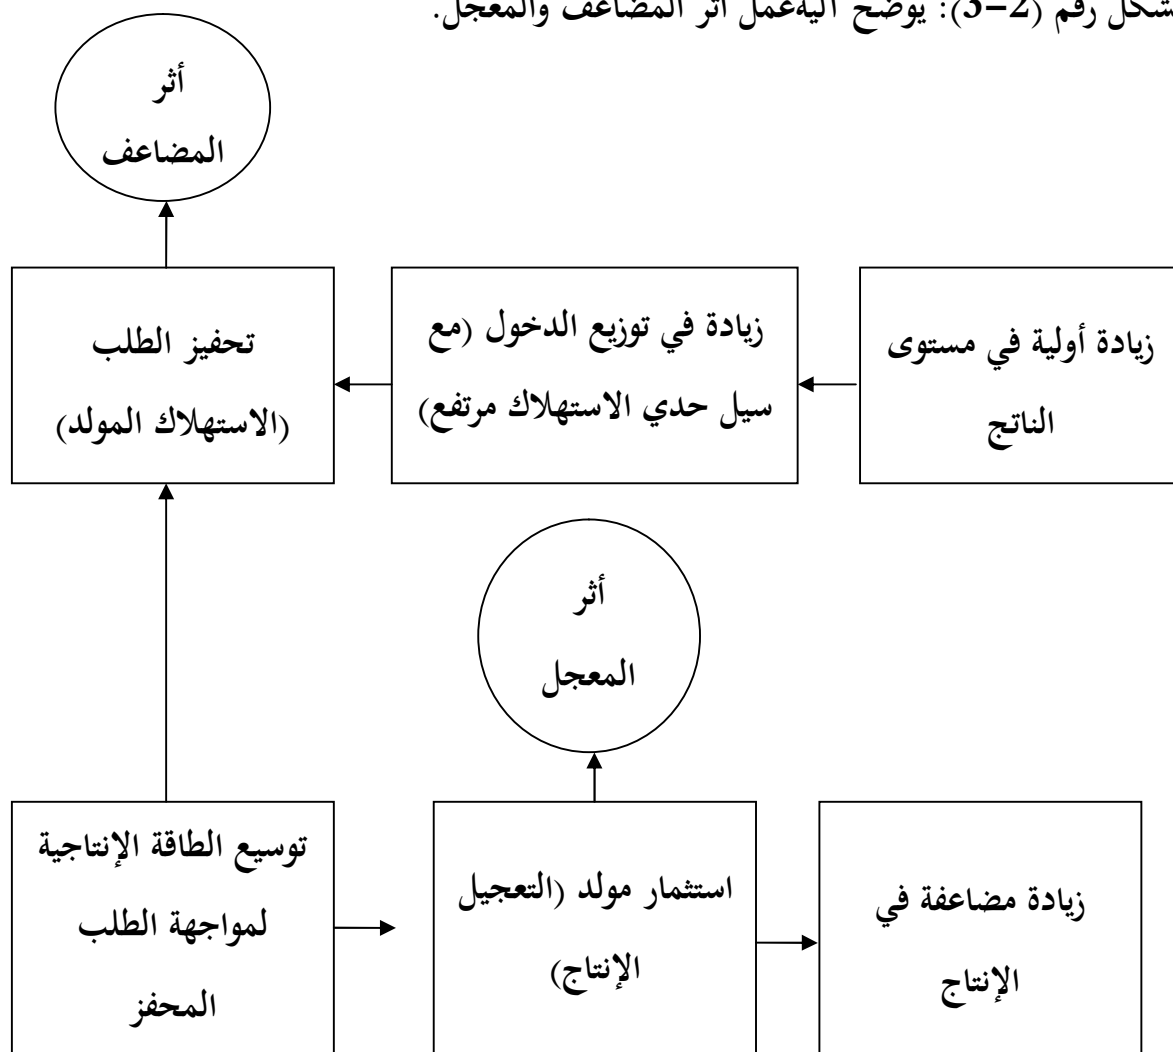 شكل رقم (2-3): يوضح اليةعمل اثر المضاعف والمعجل.
أثر
المضاعف
زيادة أولية في مستوى
الناتج
زيادة في توزيع الدخول (مع
سيل حدي الاستهلاك مرتفع)
تحفيز الطلب
(الاستهلاك المولد)
أثر
المعجل
توسيع الطاقة الإنتاجية
لمواجهة الطلب
المحفز
استثمار مولد (التعجيل
الإنتاج)
زيادة مضاعفة في
الإنتاج